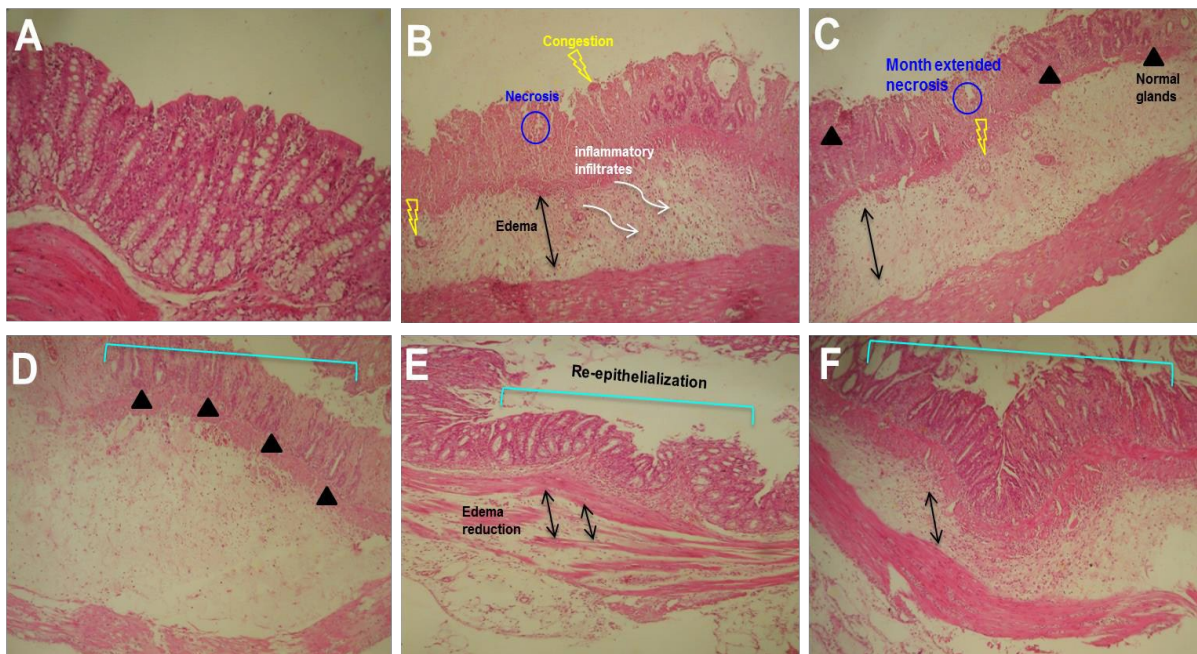 A
B
Congestion
Necrosis
inflammatory
infiltrates
Edema
C
Month extended
necrosis
Normal
glands
D
E
Re-epithelialization
Edema
reduction
F